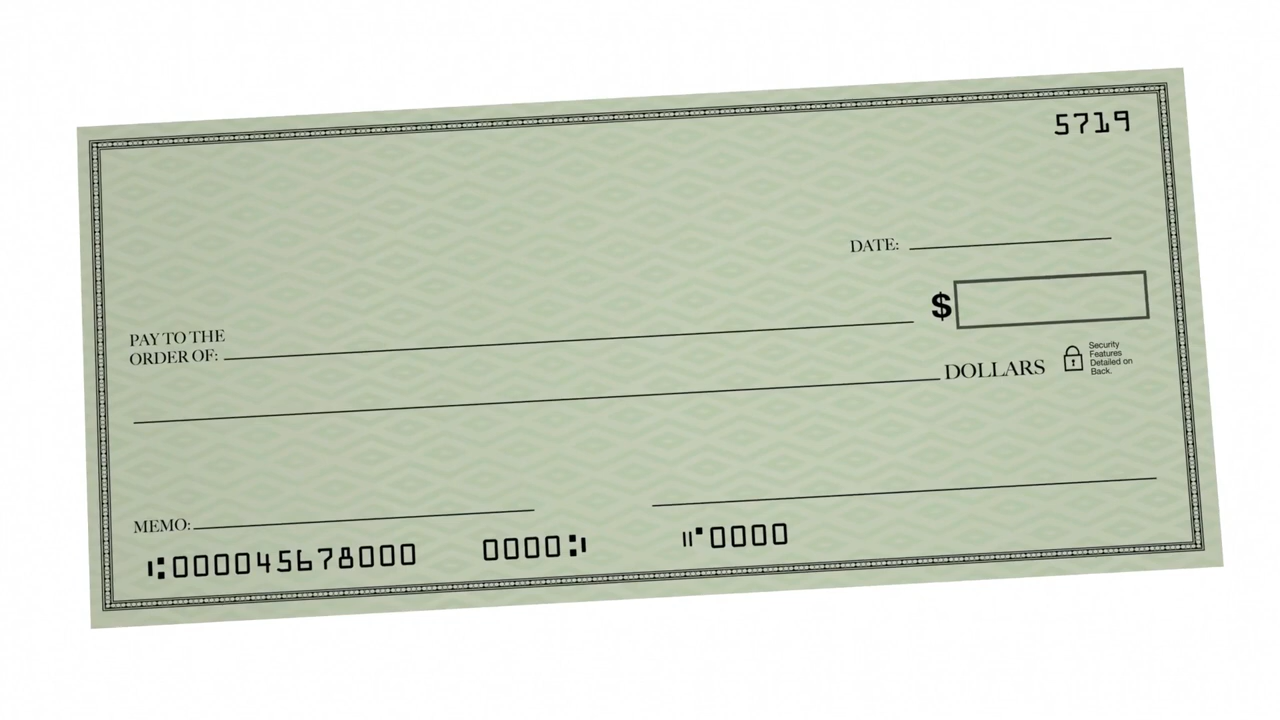 5719
DATE:
$
PAY TO THE
ORDER OF:
DOLLARS
Security
Features
Detailed on
Back.
MEMO:
⑆000045678000 0000⑆ ⑈0000